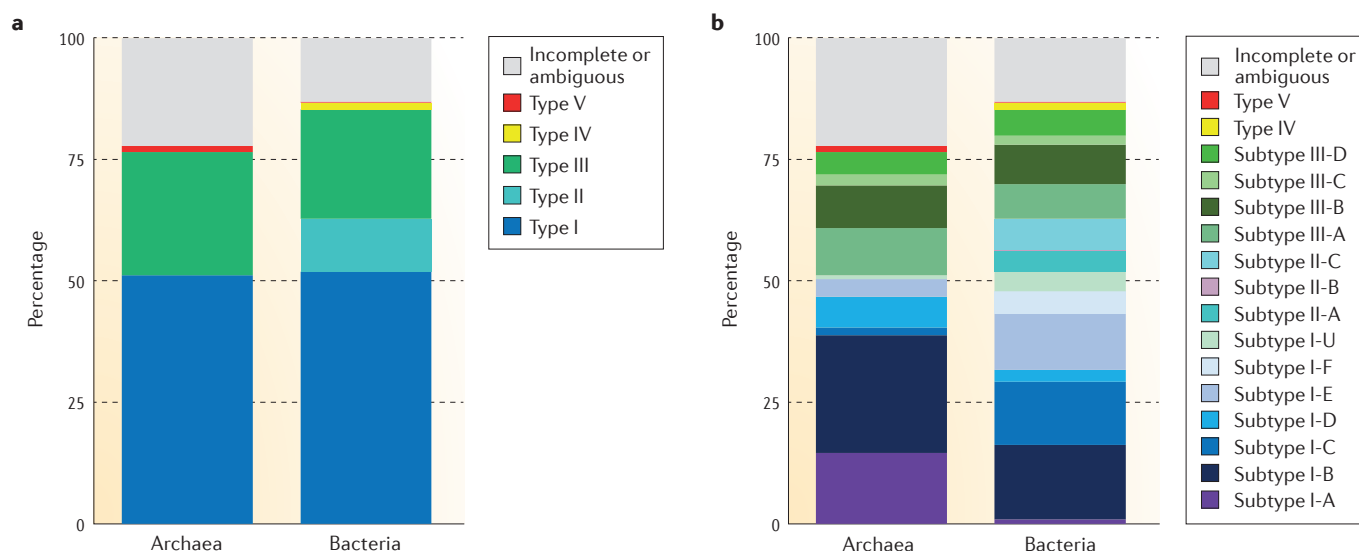 a
100
75
50
25
0
Percentage
Archaea
Bacteria
Incomplete or
ambiguous
Type V
Type IV
Type III
Type II
Type I
b
100
75
50
25
0
Percentage
Archaea
Bacteria
Incomplete or
ambiguous
Type V
Type IV
Subtype III-D
Subtype III-C
Subtype III-B
Subtype III-A
Subtype II-C
Subtype II-B
Subtype II-A
Subtype I-U
Subtype I-F
Subtype I-E
Subtype I-D
Subtype I-C
Subtype I-B
Subtype I-A